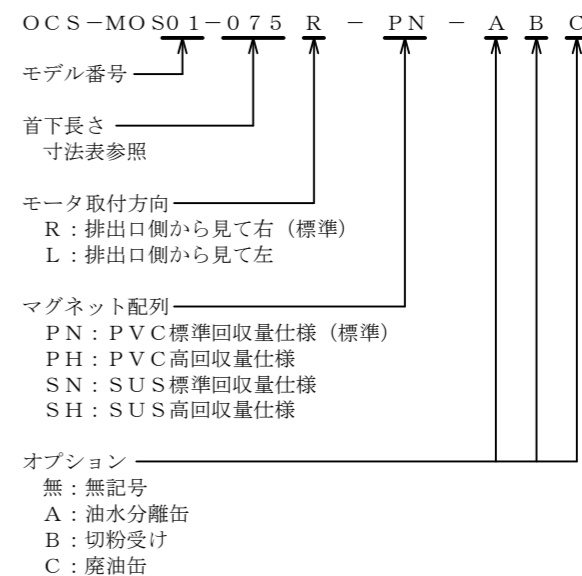 ＯＣＳ－ＭＯＳ０１－０７５Ｒ － ＰＮ － ＡＢＣ
モデル番号
首下長さ
寸法表参照
モータ取付方向
Ｒ：排出口側から見て右（標準）
Ｌ：排出口側から見て左
マグネット配列
ＰＮ：ＰＶＣ標準回収量仕様（標準）
ＰＨ：ＰＶＣ高回収量仕様
ＳＮ：ＳＵＳ標準回収量仕様
ＳＨ：ＳＵＳ高回収量仕様
オプション
無：無記号
Ａ：油水分離缶
Ｂ：切粉受け
Ｃ：廃油缶